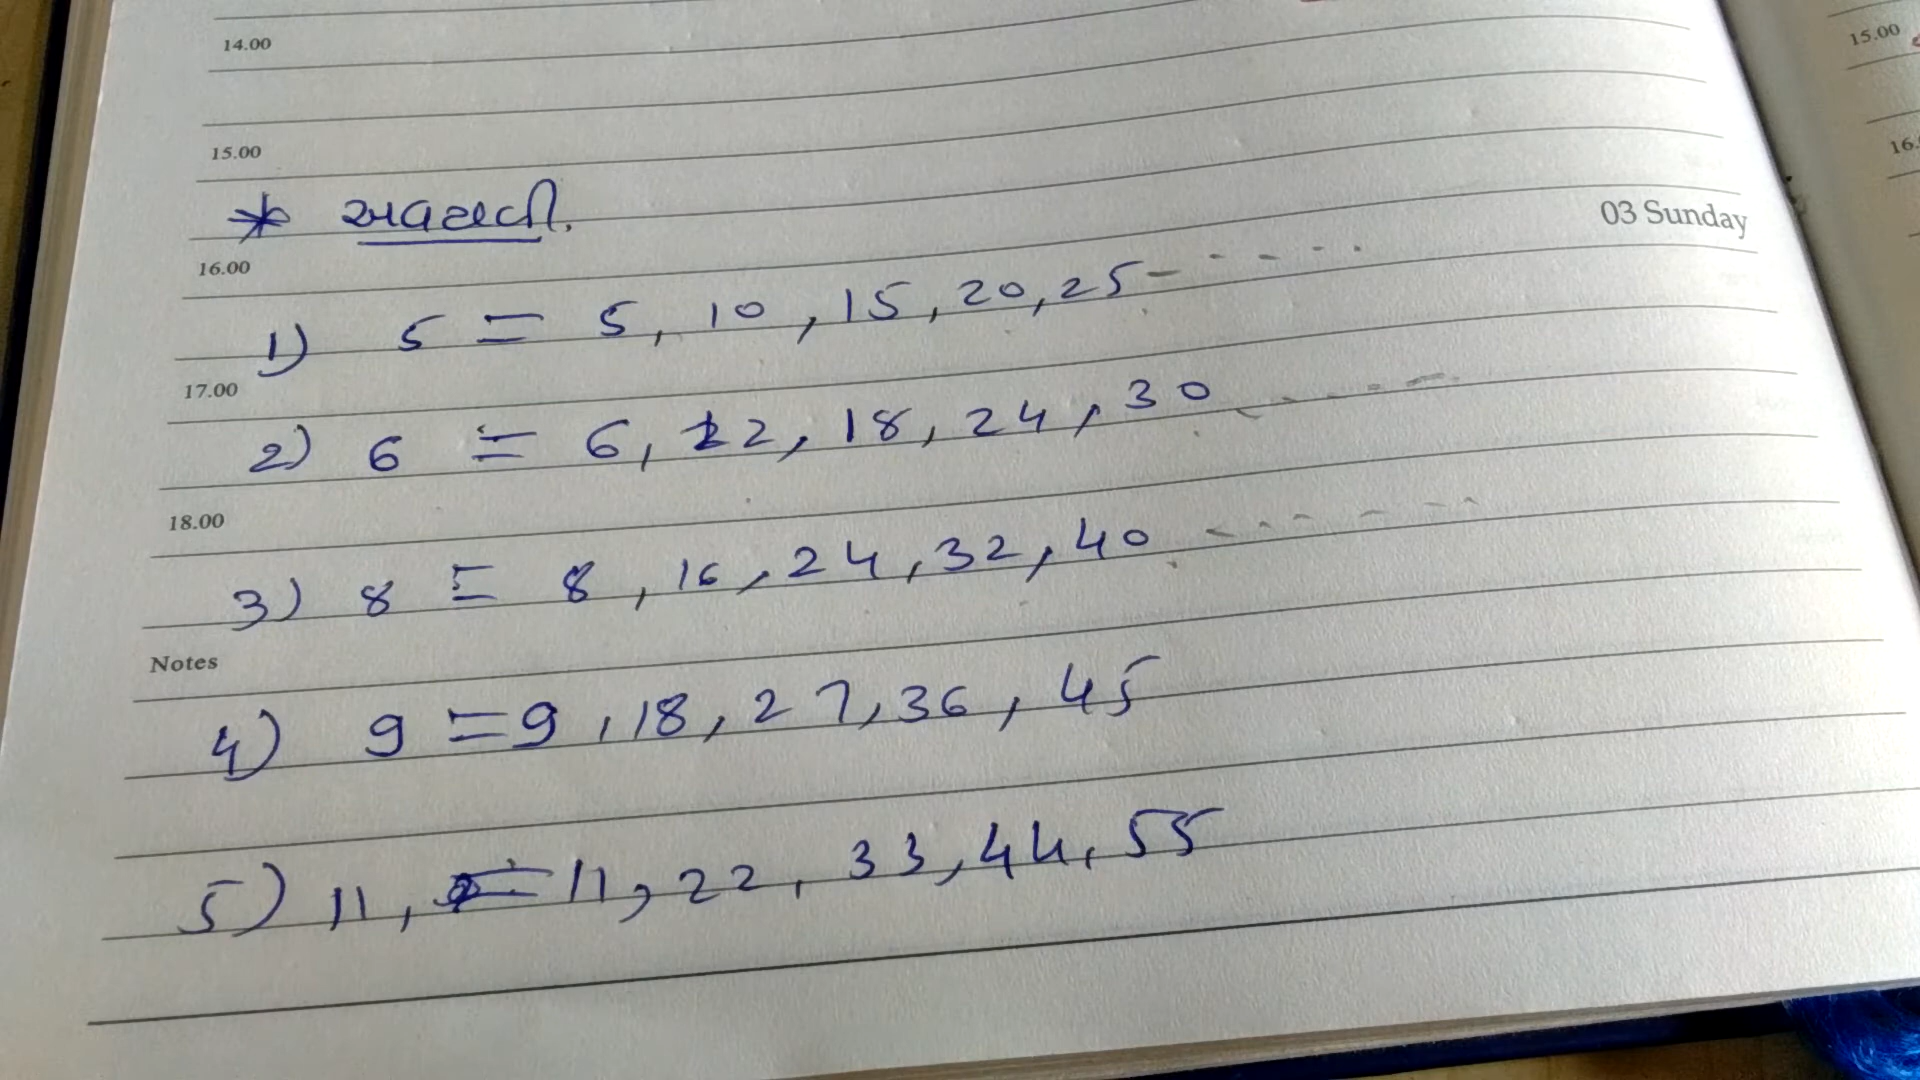 14.00
15.00
* અવયવી.
03 Sunday
16.00
1) 5 = 5, 10, 15, 20, 25 - - - - - -
17.00
2) 6 = 6, 12, 18, 24, 30 - - - - - -
18.00
3) 8 = 8, 16, 24, 32, 40 - - - - - -
Notes
4) 9 = 9, 18, 27, 36, 45
5) 11, = 11, 22, 33, 44, 55
15.00